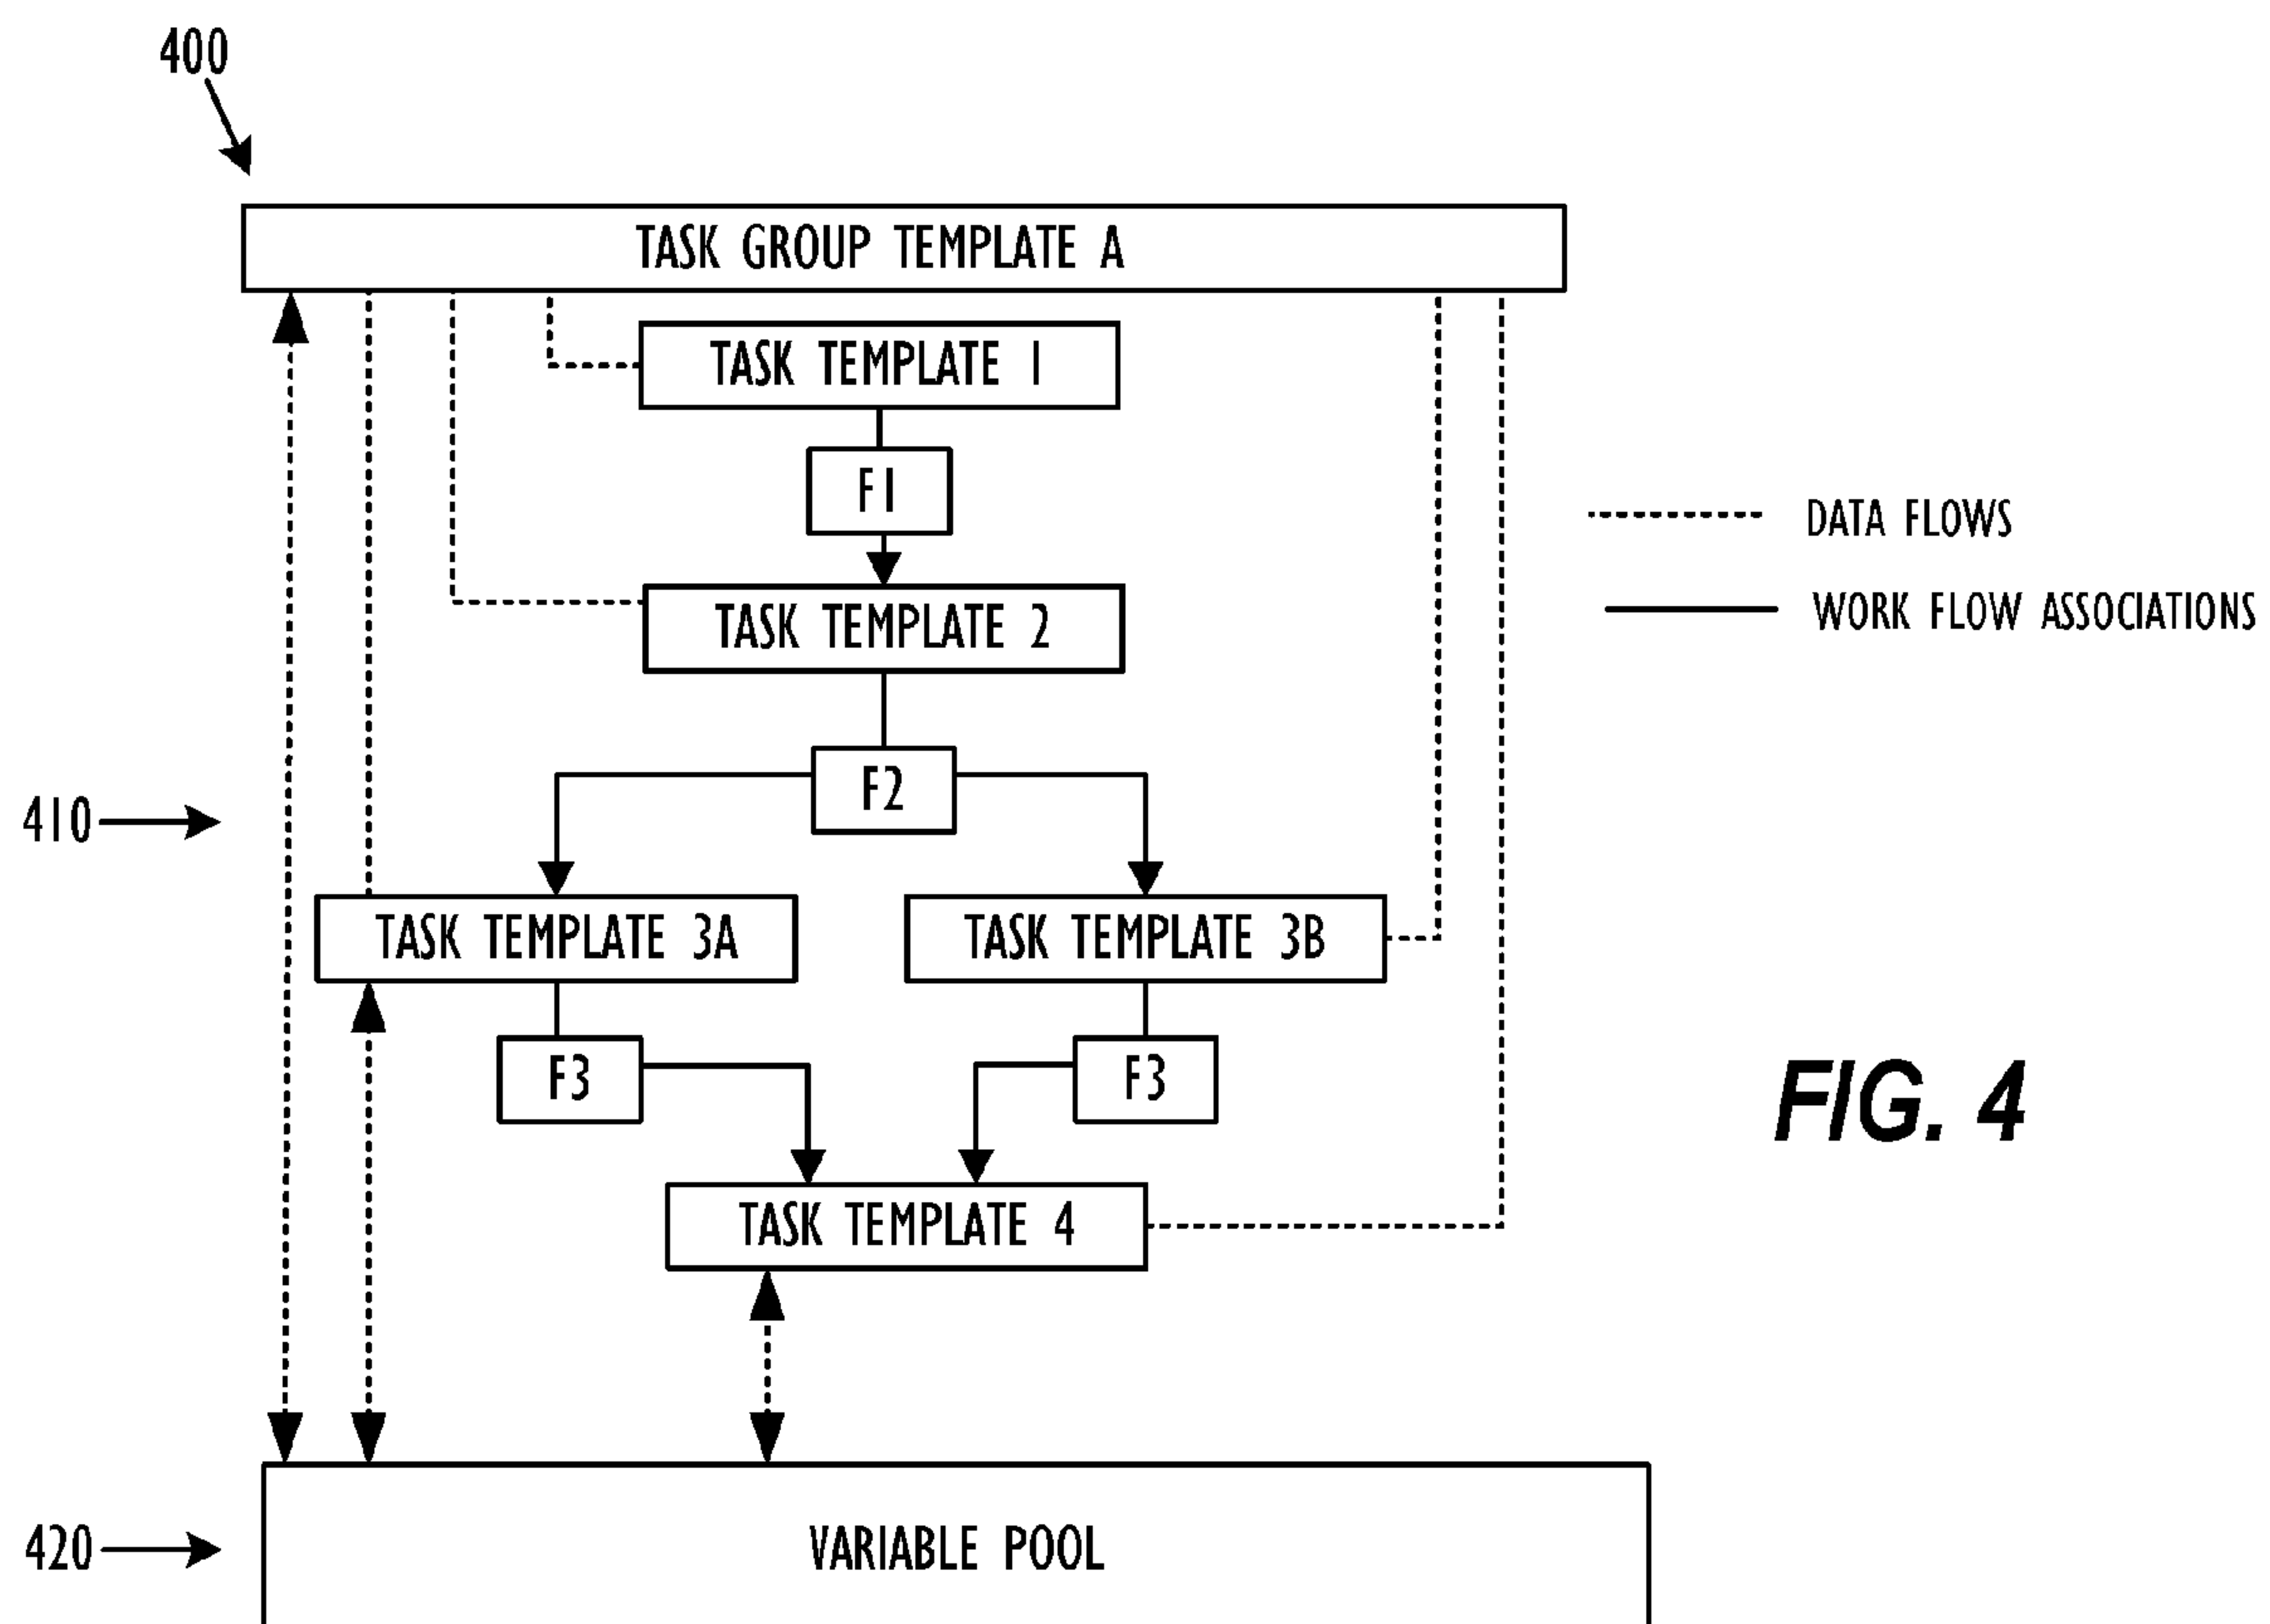 400
TASK GROUP TEMPLATE A
TASK TEMPLATE 1
F1
DATA FLOWS
TASK TEMPLATE 2
WORK FLOW ASSOCIATIONS
F2
410
TASK TEMPLATE 3A
TASK TEMPLATE 3B
F3
F3
FIG. 4
TASK TEMPLATE 4
420
VARIABLE POOL